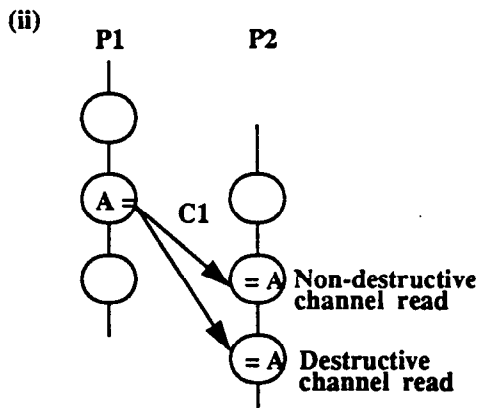 (ii)
P1 P2
A =
C1
= A Non-destructive
channel read
= A Destructive
channel read